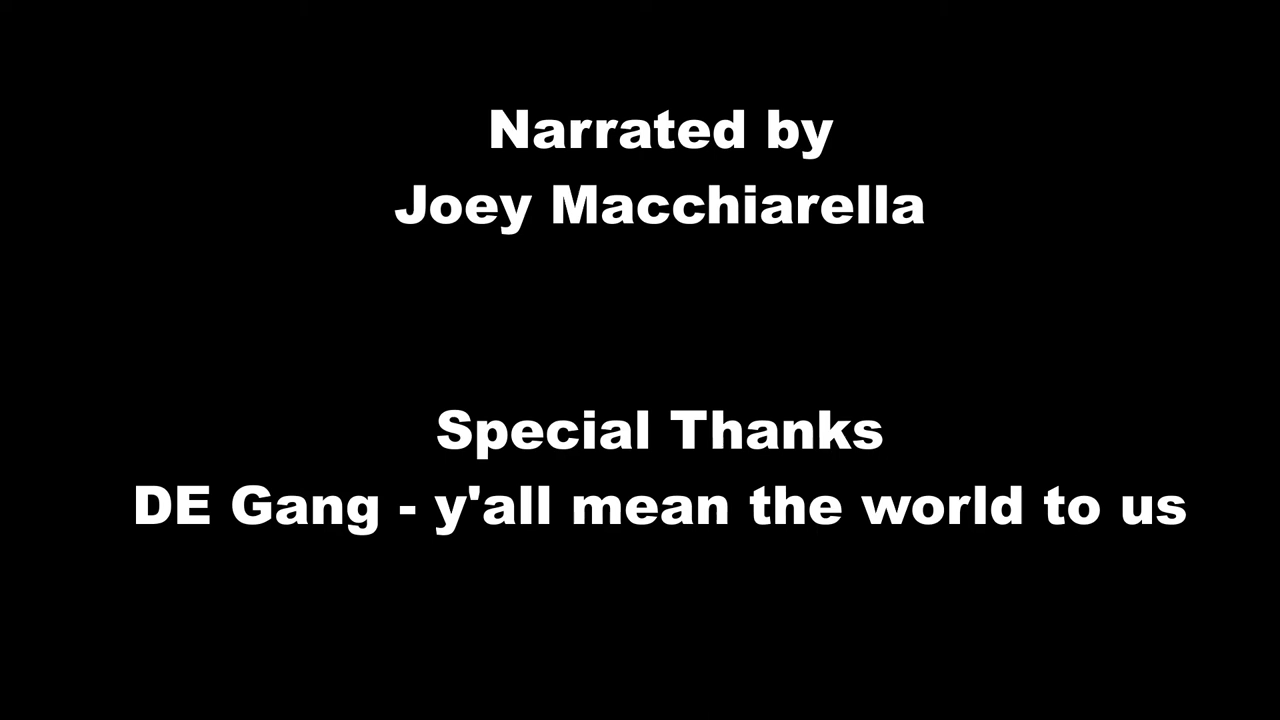 Narrated by
Joey Macchiarella
Special Thanks
DE Gang - y'all mean the world to us